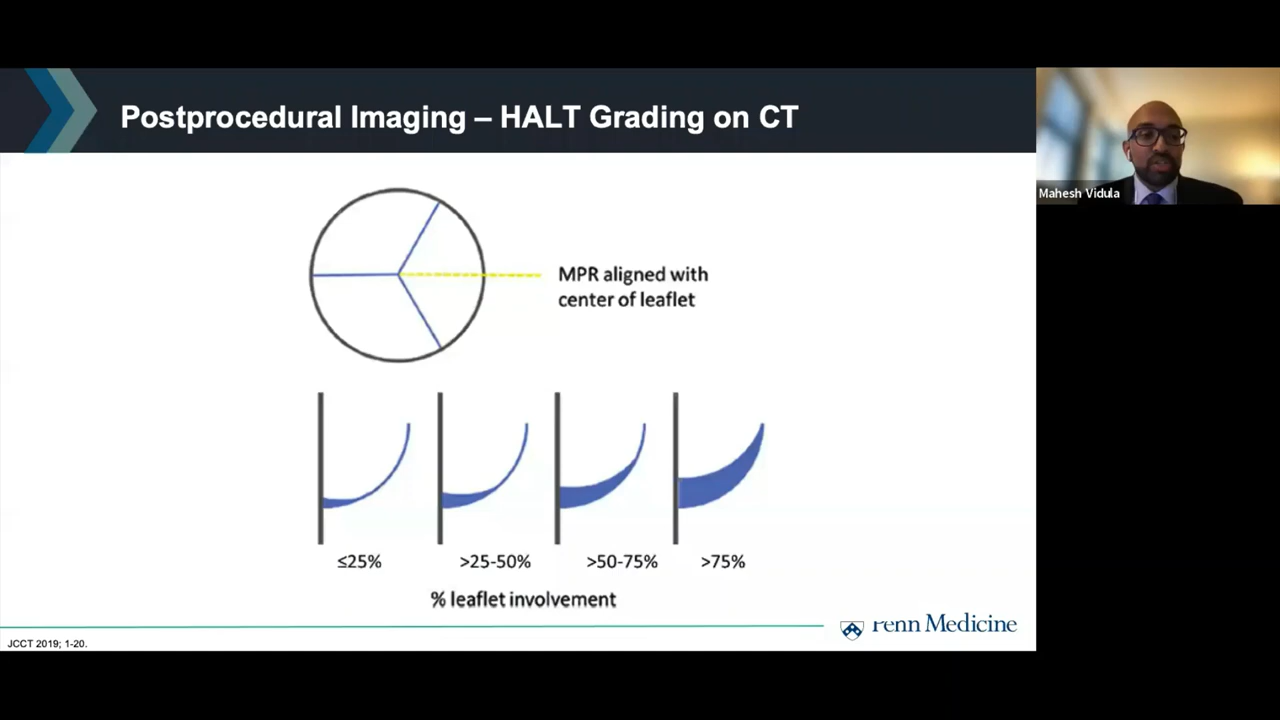 Postprocedural Imaging – HALT Grading on CT
Mahesh Vidula
MPR aligned with
center of leaflet
≤25%
>25-50%
>50-75%
>75%
% leaflet involvement
Penn Medicine
JCCT 2019; 1-20.